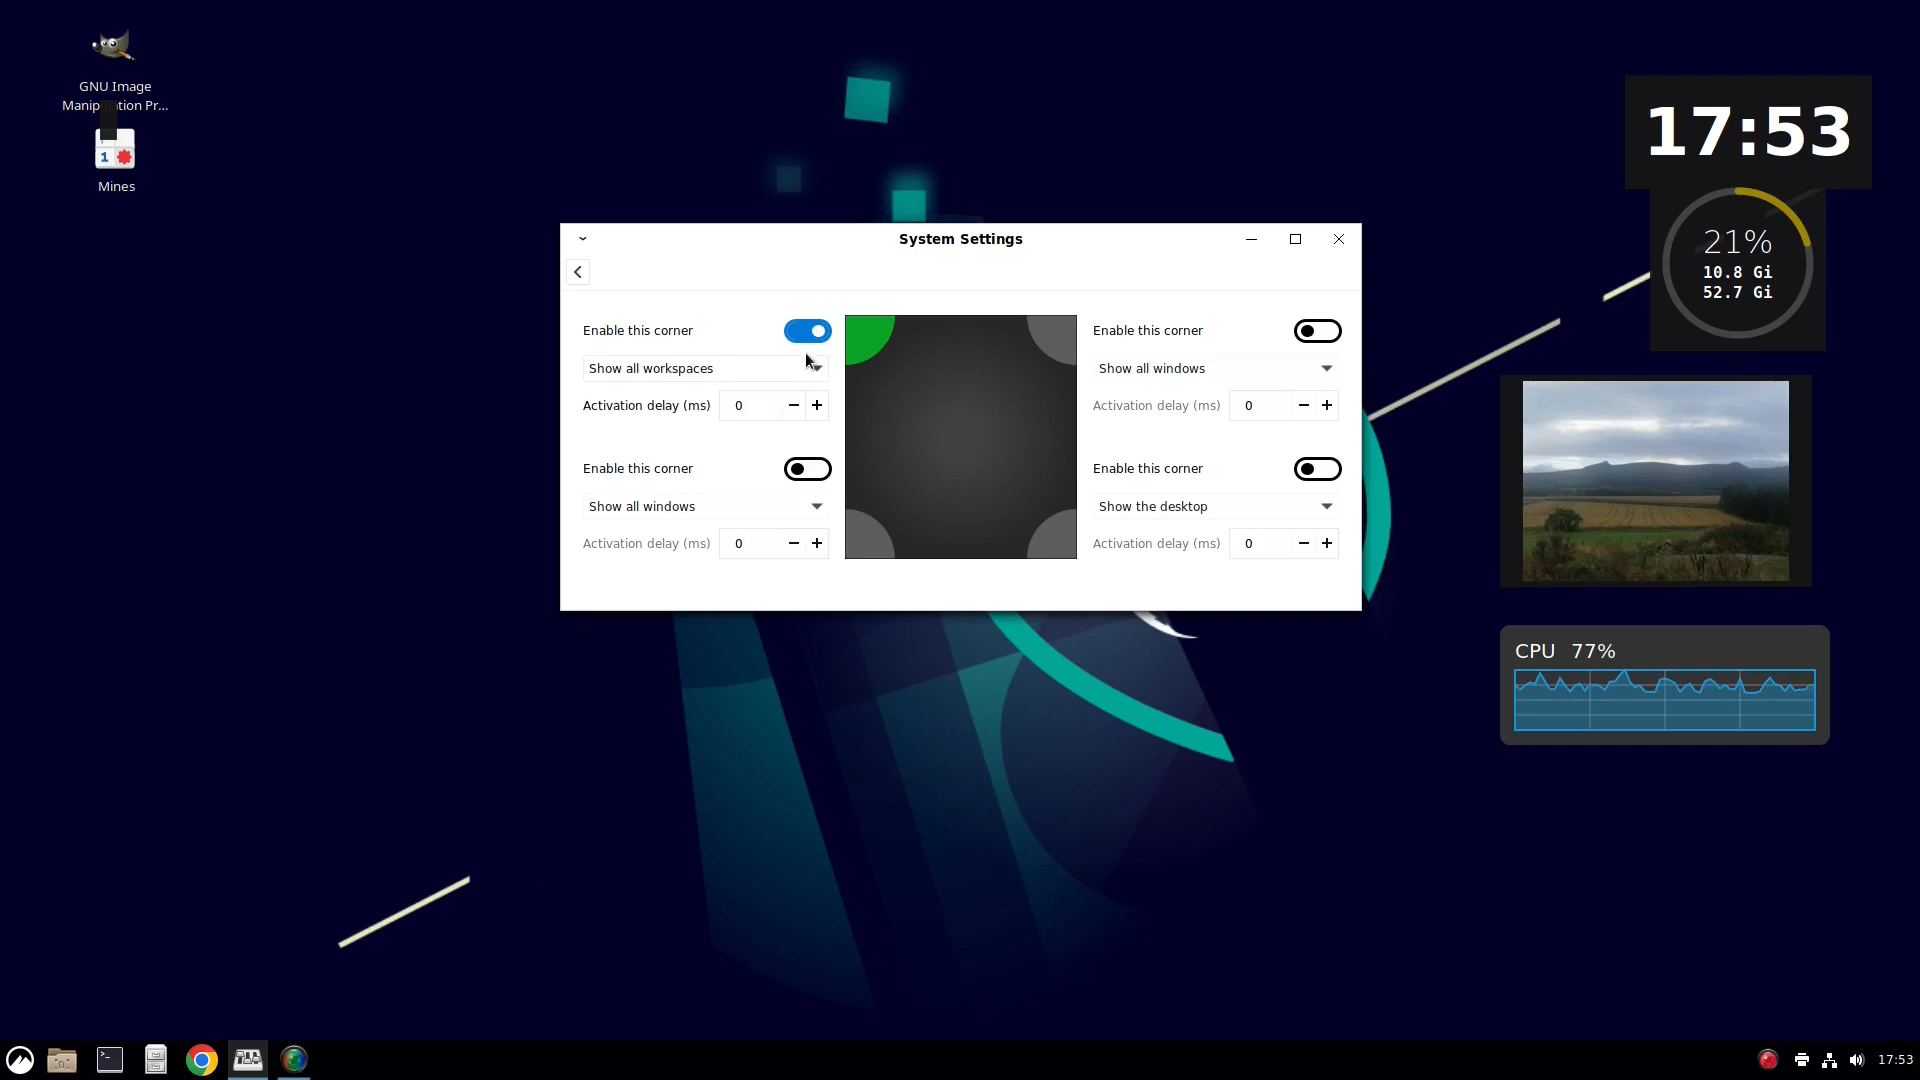 GNU Image
Manipulation Pr...
1
Mines
System Settings
Enable this corner
Show all workspaces
Activation delay (ms)
0
Enable this corner
Show all windows
Activation delay (ms)
0
Enable this corner
Show all windows
Activation delay (ms)
0
Enable this corner
Show the desktop
Activation delay (ms)
0
17:53
21%
10.8 Gi
52.7 Gi
CPU 77%
17:53